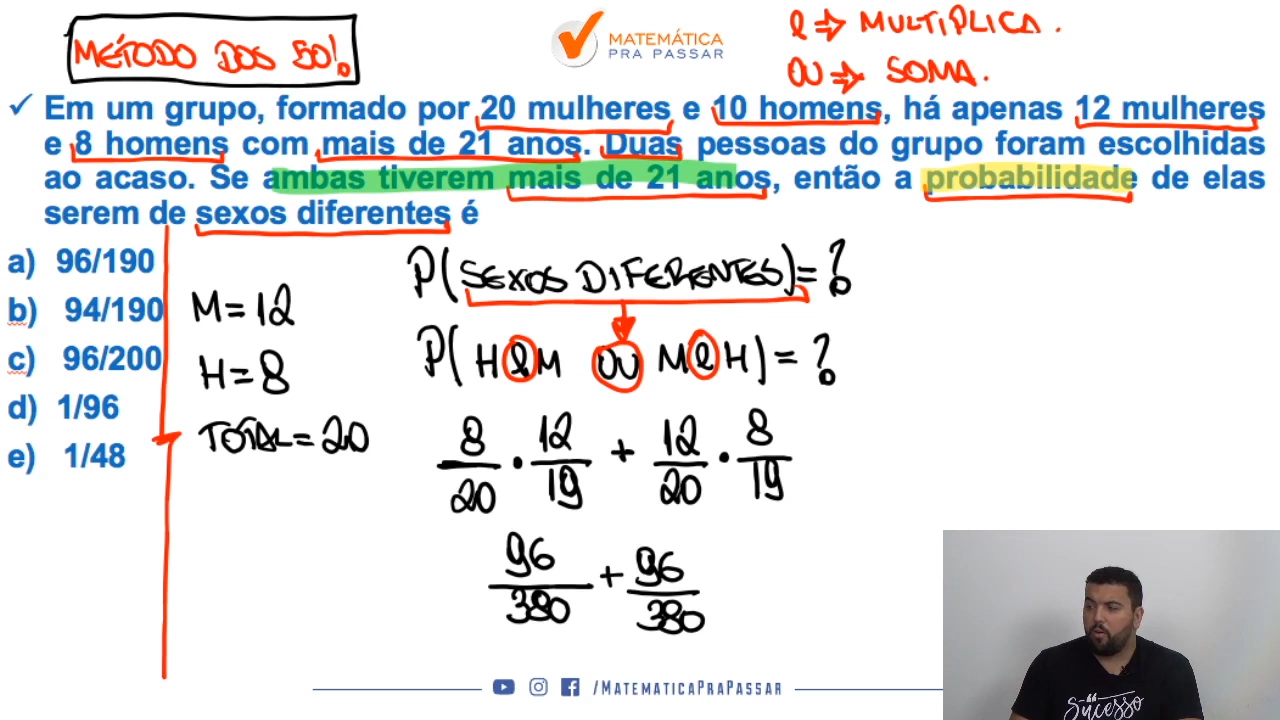 MÉTODO DOS 50!
MATEMÁTICA
PRA PASSAR
e ⇒ MULTIPLICA.
OU ⇒ SOMA.
✓ Em um grupo, formado por 20 mulheres e 10 homens, há apenas 12 mulheres
e 8 homens com mais de 21 anos. Duas pessoas do grupo foram escolhidas
ao acaso. Se ambas tiverem mais de 21 anos, então a probabilidade de elas
serem de sexos diferentes é
a) 96/190
b) 94/190
c) 96/200
d) 1/96
e) 1/48
M = 12
H = 8
TOTAL = 20
P(SEXOS DIFERENTES) = ?
P(H e M OU M e H) = ?
8/20 · 12/19 + 12/20 · 8/19
96/380 + 96/380
/MatematicaPraPassar
Sucesso